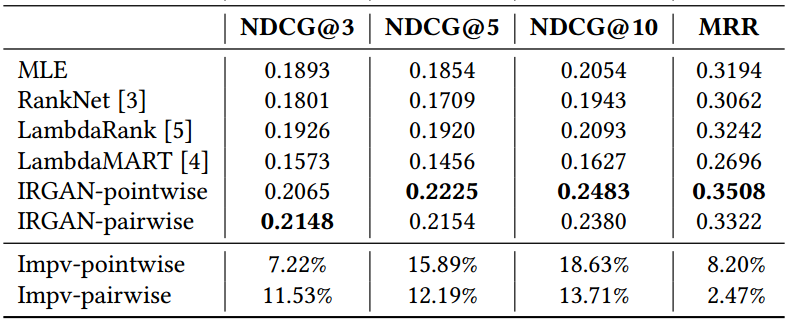 NDCG@3 NDCG@5 NDCG@10 MRR
MLE 0.1893 0.1854 0.2054 0.3194
RankNet [3] 0.1801 0.1709 0.1943 0.3062
LambdaRank [5] 0.1926 0.1920 0.2093 0.3242
LambdaMART [4] 0.1573 0.1456 0.1627 0.2696
IRGAN-pointwise 0.2065 0.2225 0.2483 0.3508
IRGAN-pairwise 0.2148 0.2154 0.2380 0.3322
Impv-pointwise 7.22% 15.89% 18.63% 8.20%
Impv-pairwise 11.53% 12.19% 13.71% 2.47%